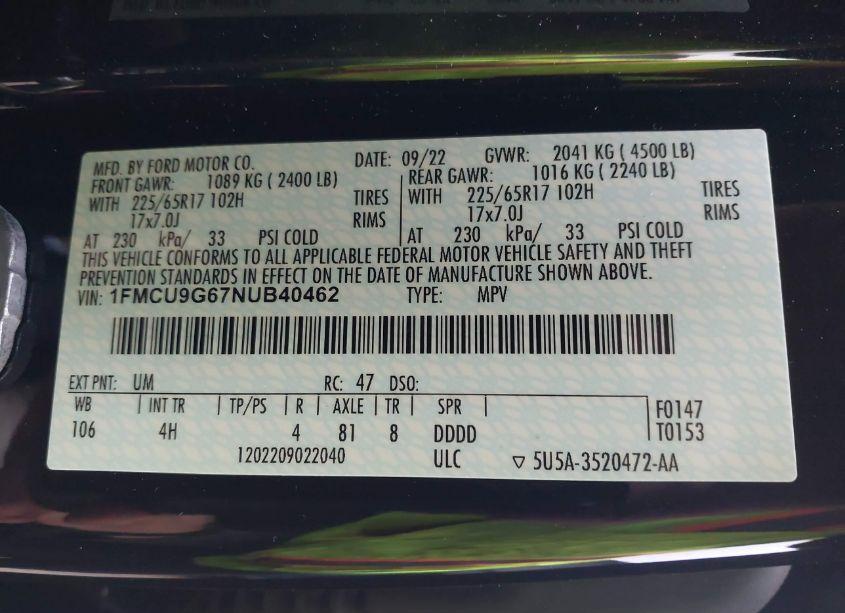 MFD. BY FORD MOTOR CO. DATE: 09/22 GVWR: 2041 KG ( 4500 LB)
FRONT GAWR: 1089 KG ( 2400 LB) REAR GAWR: 1016 KG ( 2240 LB)
WITH 225/65R17 102H TIRES WITH 225/65R17 102H TIRES
17x7.0J RIMS 17x7.0J RIMS
AT 230 kPa/ 33 PSI COLD AT 230 kPa/ 33 PSI COLD
THIS VEHICLE CONFORMS TO ALL APPLICABLE FEDERAL MOTOR VEHICLE SAFETY AND THEFT
PREVENTION STANDARDS IN EFFECT ON THE DATE OF MANUFACTURE SHOWN ABOVE.
VIN: 1FMCU9G67NUB40462 TYPE: MPV
EXT PNT: UM RC: 47 DSO:
WB INT TR TP/PS R AXLE TR SPR F0147
106 4H 4 81 8 DDDD T0153
1202209022040 ULC ▽ 5U5A-3520472-AA